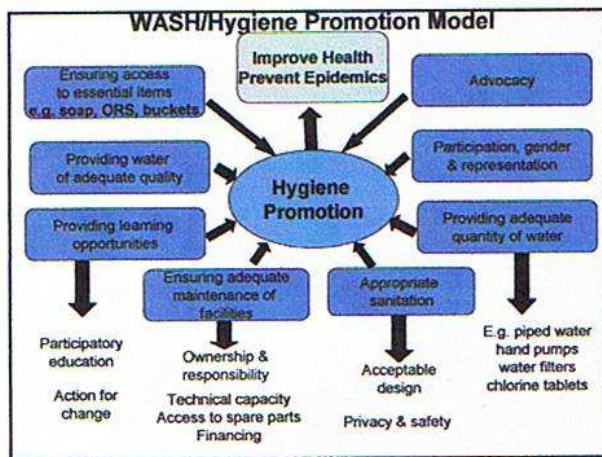 WASH/Hygiene Promotion Model
Improve Health
Prevent Epidemics
Ensuring access
to essential items
e.g. soap, ORS, buckets
Advocacy
Providing water
of adequate quality
Participation, gender
& representation
Hygiene
Promotion
Providing learning
opportunities
Providing adequate
quantity of water
Ensuring adequate
maintenance of
facilities
Appropriate
sanitation
Participatory
education
Action for
change
Ownership &
responsibility
Technical capacity
Access to spare parts
Financing
Acceptable
design
Privacy & safety
E.g. piped water
hand pumps
water filters
chlorine tablets